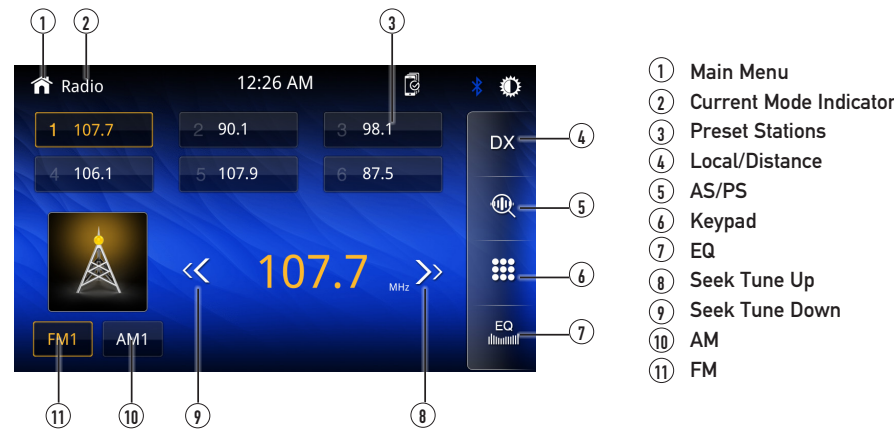 1 2 3
Radio 12:26 AM
1 107.7 2 90.1 3 98.1
4 106.1 5 107.9 6 87.5
DX 4
5
107.7 MHz
6
EQ 7
FM1 AM1
11 10 9 8
1 Main Menu
2 Current Mode Indicator
3 Preset Stations
4 Local/Distance
5 AS/PS
6 Keypad
7 EQ
8 Seek Tune Up
9 Seek Tune Down
10 AM
11 FM